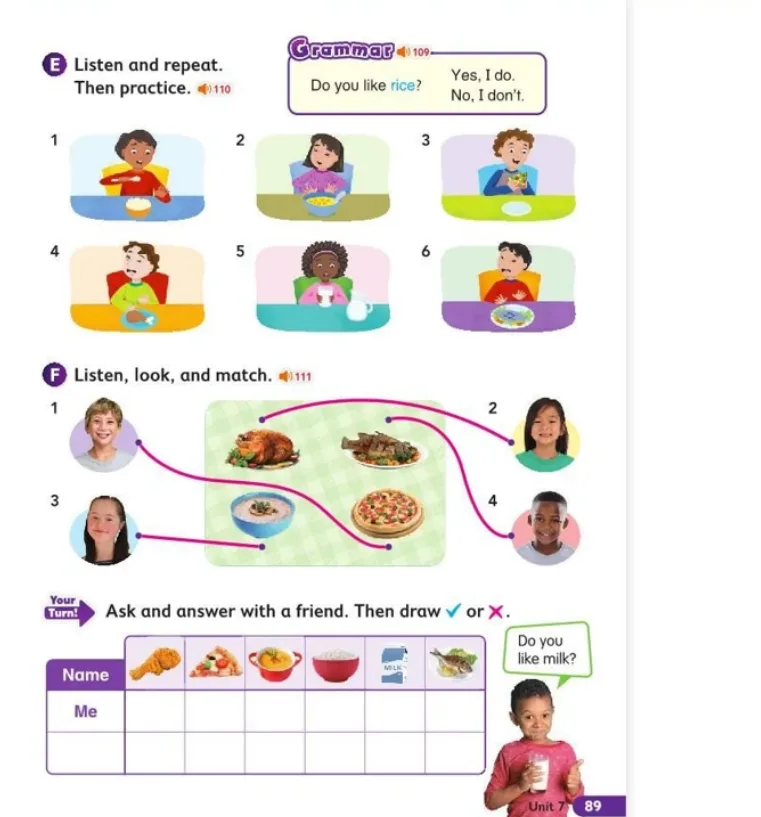 E Listen and repeat.
Then practice. 110
Grammar 109
Do you like rice?
Yes, I do.
No, I don't.
1
2
3
4
5
6
F Listen, look, and match. 111
1
2
3
4
Your
Turn!
Ask and answer with a friend. Then draw ✓ or ✗.
Name
MILK
Me
Do you
like milk?
Unit 7 89